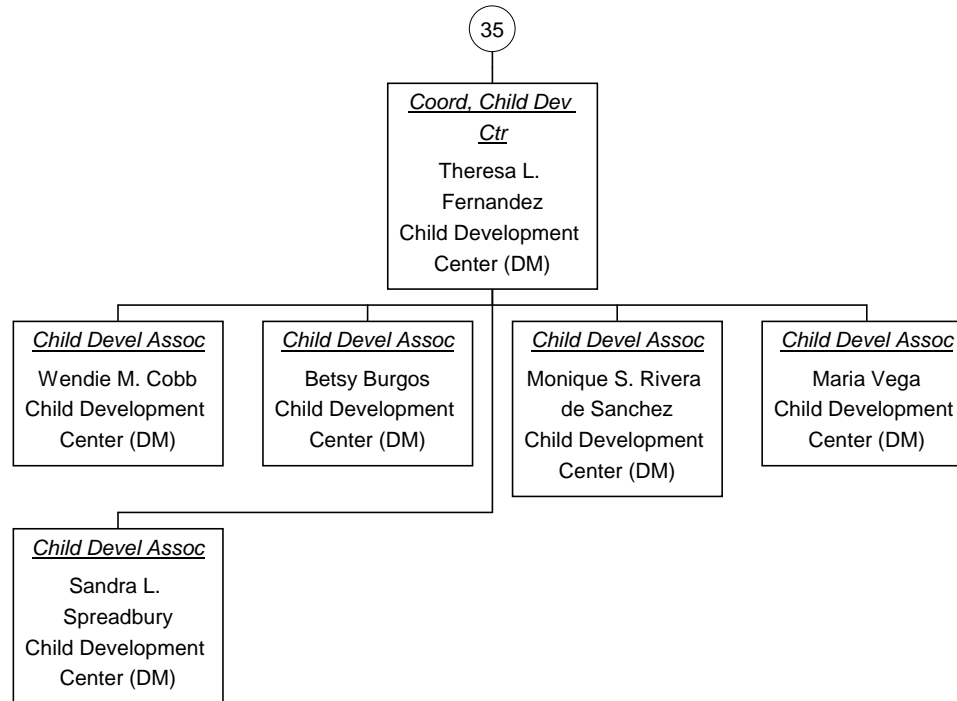 35
Coord, Child Dev
Ctr
Theresa L.
Fernandez
Child Development
Center (DM)
Child Devel Assoc
Wendie M. Cobb
Child Development
Center (DM)
Child Devel Assoc
Betsy Burgos
Child Development
Center (DM)
Child Devel Assoc
Monique S. Rivera
de Sanchez
Child Development
Center (DM)
Child Devel Assoc
Maria Vega
Child Development
Center (DM)
Child Devel Assoc
Sandra L.
Spreadbury
Child Development
Center (DM)